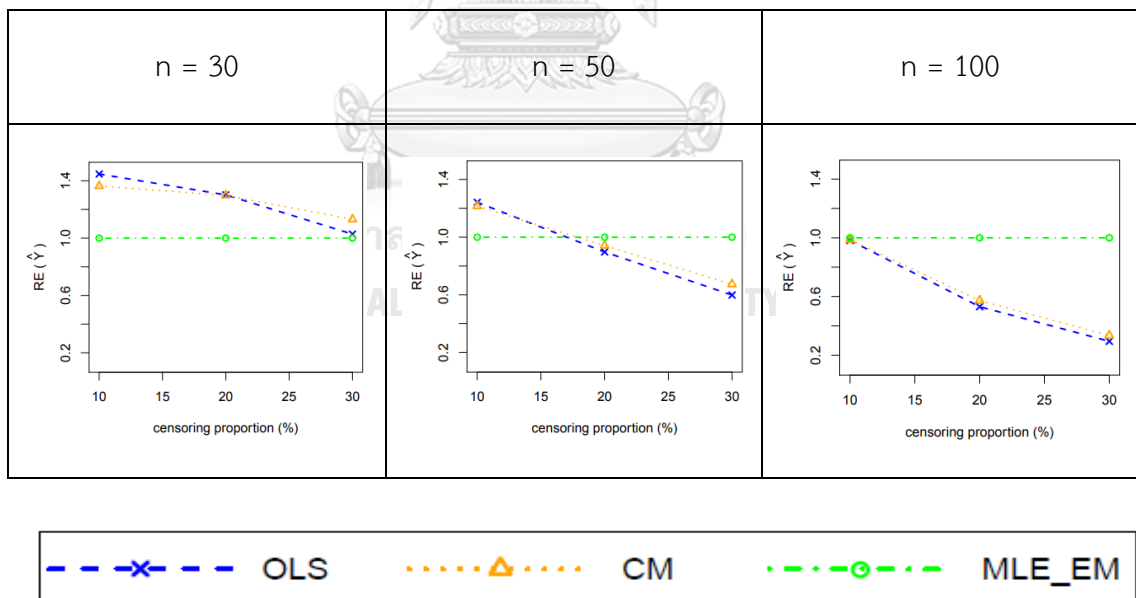 n = 30
n = 50
n = 100
RE ( Ŷ )
1.4
1.0
0.6
0.2
10 15 20 25 30
censoring proportion (%)
RE ( Ŷ )
1.4
1.0
0.6
0.2
10 15 20 25 30
censoring proportion (%)
RE ( Ŷ )
1.4
1.0
0.6
0.2
10 15 20 25 30
censoring proportion (%)
OLS
CM
MLE_EM